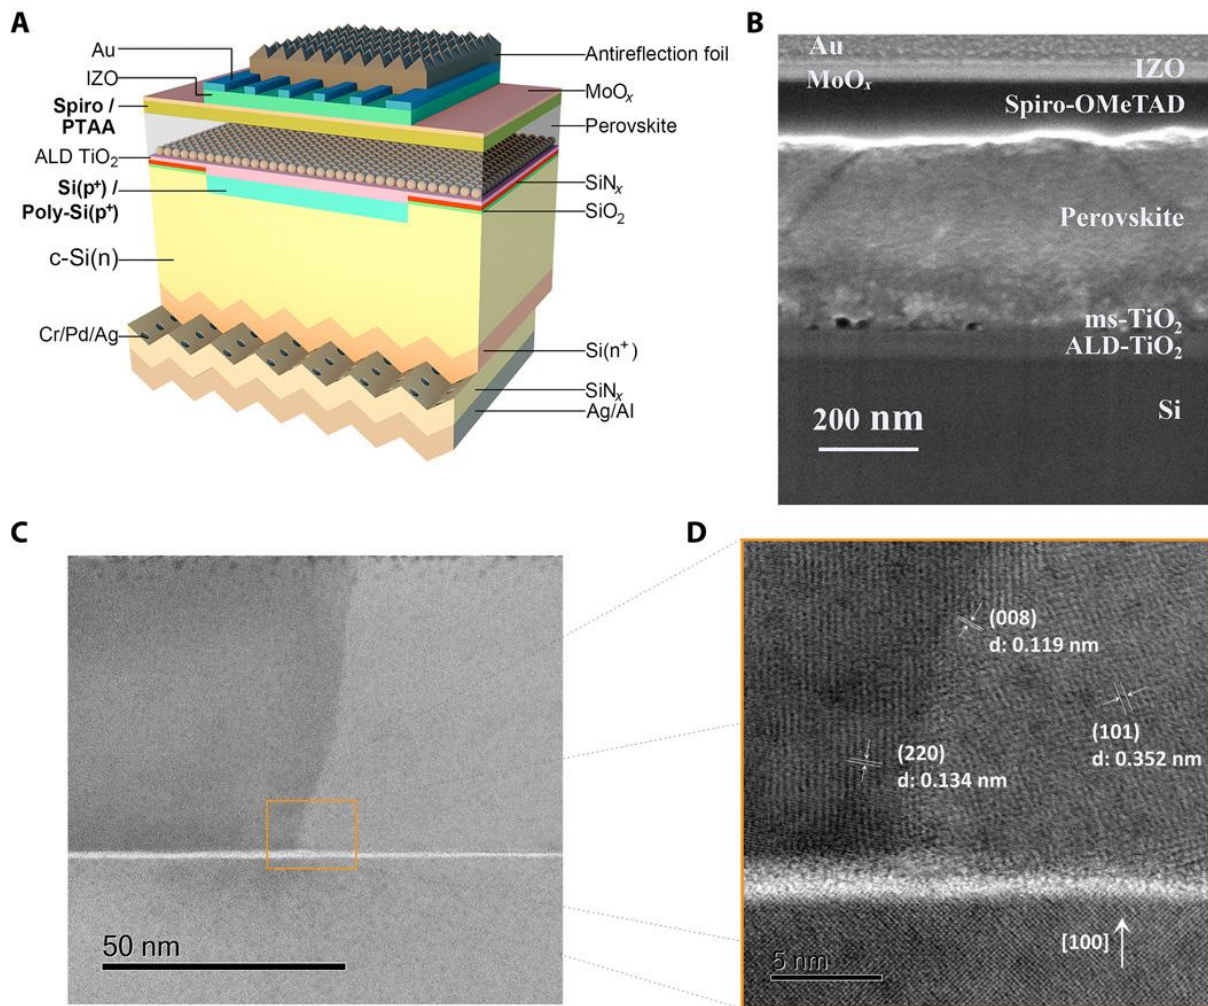 A
Au
IZO
Spiro /
PTAA
ALD TiO₂
Si(p⁺) /
Poly-Si(p⁺)
c-Si(n)
Cr/Pd/Ag
Antireflection foil
MoOₓ
Perovskite
SiNₓ
SiO₂
Si(n⁺)
SiNₓ
Ag/Al
B
Au
IZO
MoOₓ
Spiro-OMeTAD
Perovskite
ms-TiO₂
ALD-TiO₂
Si
200 nm
C
50 nm
D
(008)
d: 0.119 nm
(101)
d: 0.352 nm
(220)
d: 0.134 nm
[100]
5 nm